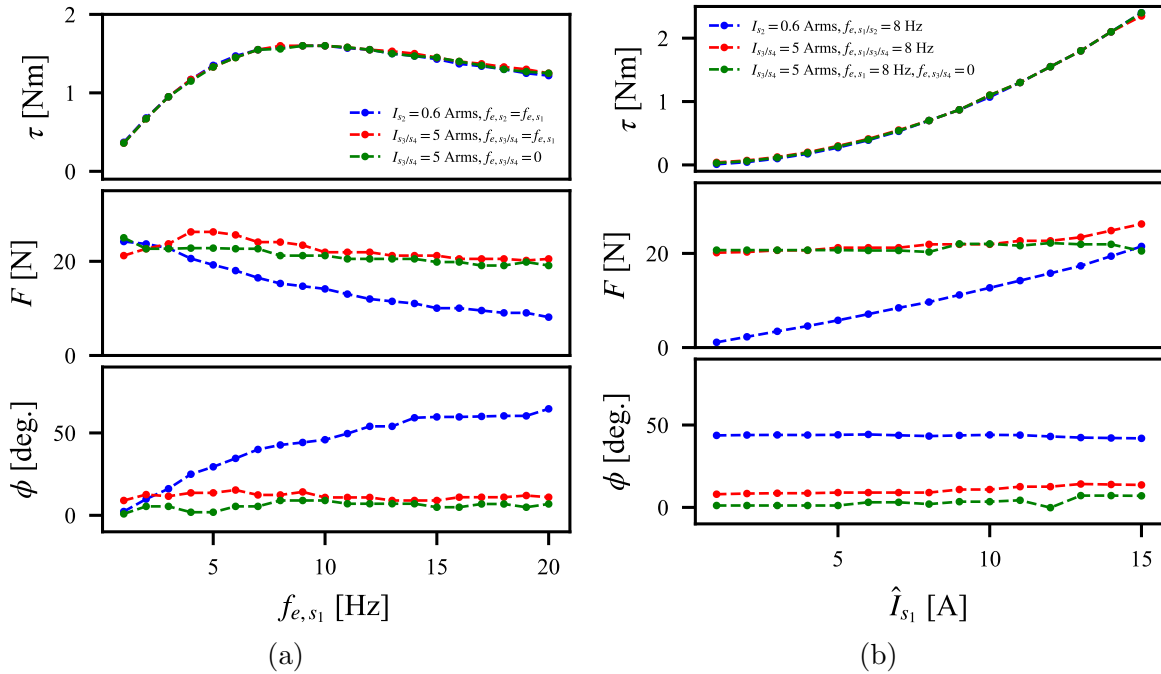 2
1
0
τ [Nm]
I_{s_2} = 0.6 Arms, f_{e,s_2} = f_{e,s_1}
I_{s_3/s_4} = 5 Arms, f_{e,s_3/s_4} = f_{e,s_1}
I_{s_3/s_4} = 5 Arms, f_{e,s_3/s_4} = 0
20
0
F [N]
50
0
ϕ [deg.]
5 10 15 20
f_{e,s_1} [Hz]
(a)
2
1
0
τ [Nm]
I_{s_2} = 0.6 Arms, f_{e,s_1/s_2} = 8 Hz
I_{s_3/s_4} = 5 Arms, f_{e,s_1/s_3/s_4} = 8 Hz
I_{s_3/s_4} = 5 Arms, f_{e,s_1} = 8 Hz, f_{e,s_3/s_4} = 0
20
0
F [N]
50
0
ϕ [deg.]
5 10 15
Î_{s_1} [A]
(b)